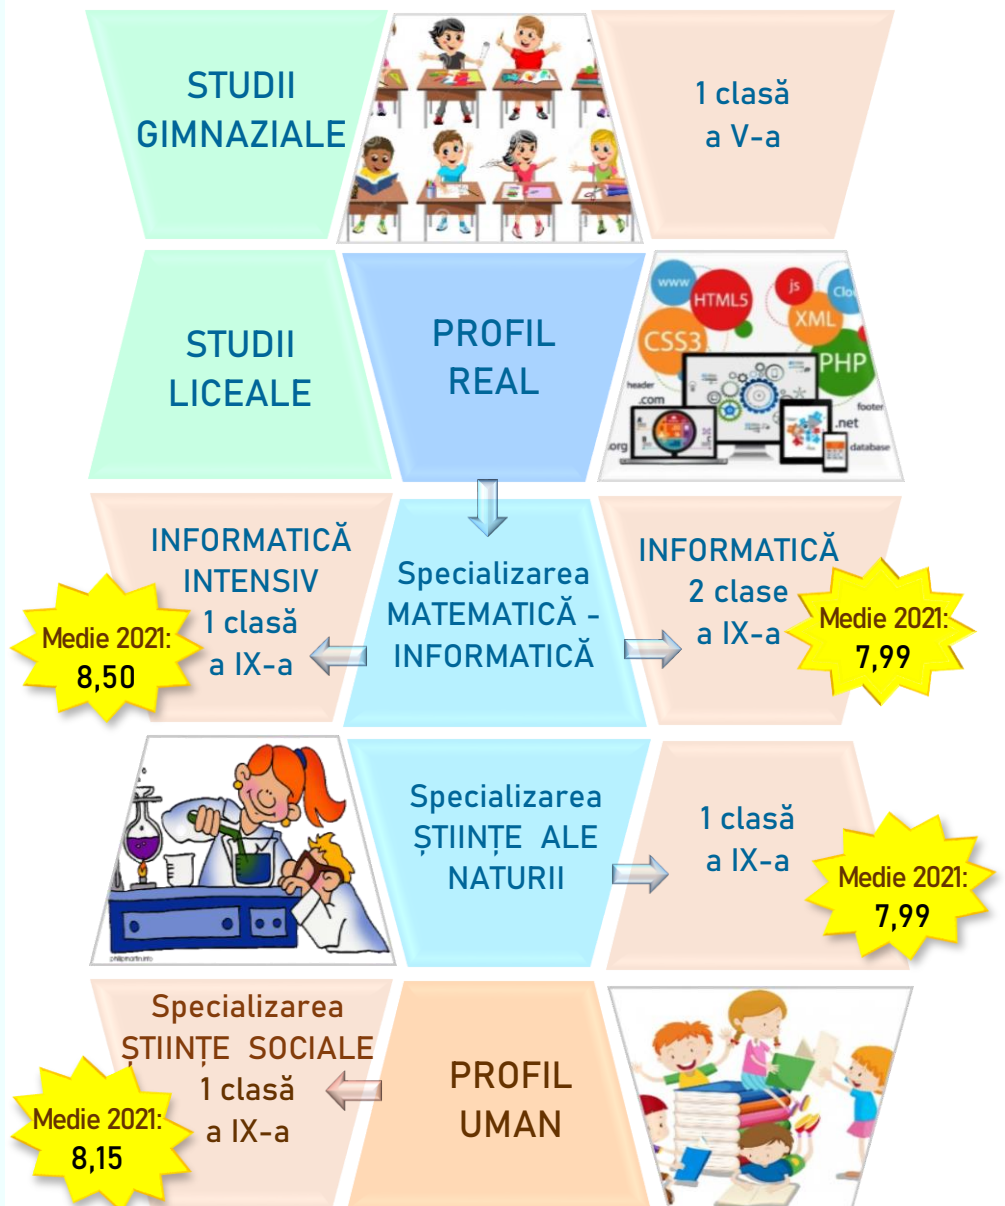 STUDII
GIMNAZIALE
1 clasă
a V-a
STUDII
LICEALE
PROFIL
REAL
www
HTML5
js
XML
CSS3
PHP
header
.com
footer
.net
database
INFORMATICĂ
INTENSIV
1 clasă
a IX-a
Medie 2021:
8,50
Specializarea
MATEMATICĂ -
INFORMATICĂ
INFORMATICĂ
2 clase
a IX-a
Medie 2021:
7,99
Specializarea
ȘTIINȚE ALE
NATURII
1 clasă
a IX-a
Medie 2021:
7,99
philipmartin.info
Specializarea
ȘTIINȚE SOCIALE
1 clasă
a IX-a
Medie 2021:
8,15
PROFIL
UMAN